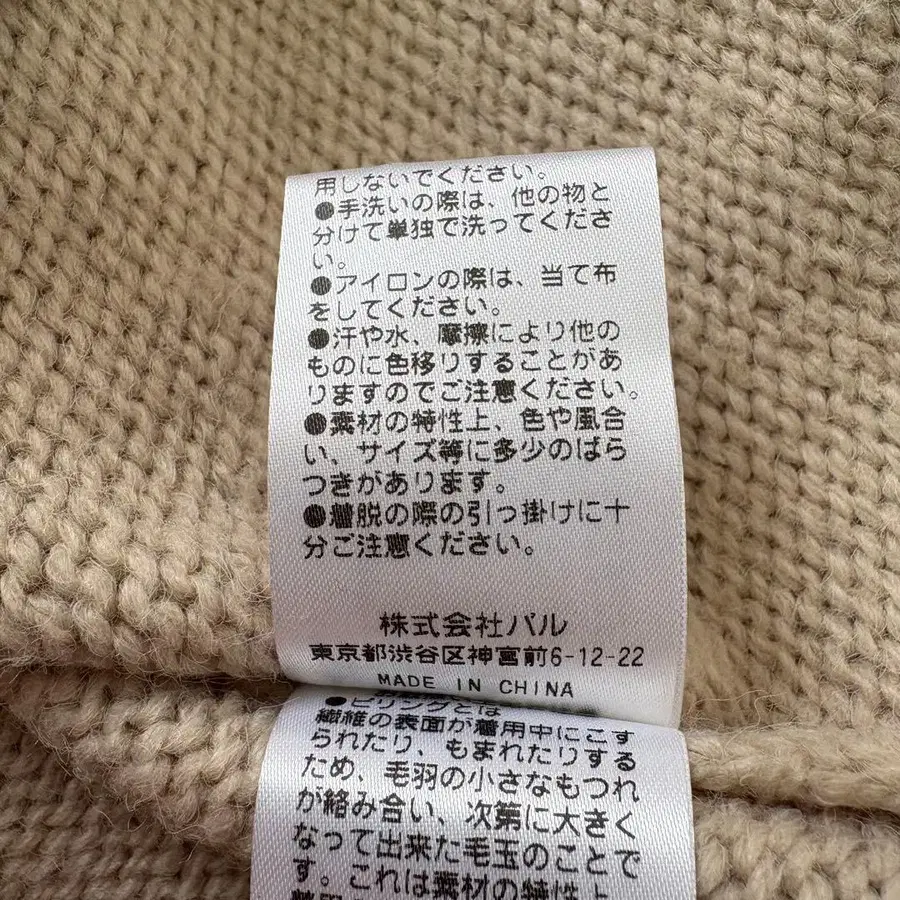 用しないでください。
●手洗いの際は、他の物と
分けて単独で洗ってくださ
い。
●アイロンの際は、当て布
をしてください。
●汗や水、摩擦により他の
ものに色移りすることがあ
りますのでご注意ください。
●素材の特性上、色や風合
い、サイズ等に多少のばら
つきがあります。
●着脱の際の引っ掛けに十
分ご注意ください。
株式会社パル
東京都渋谷区神宮前6-12-22
MADE IN CHINA
●ピリングとは
繊維の表面が着用中にこす
られたり、もまれたりする
ため、毛羽の小さなもつれ
が絡み合い、次第に大きく
なって出来た毛玉のことで
す。これは素材の特性上